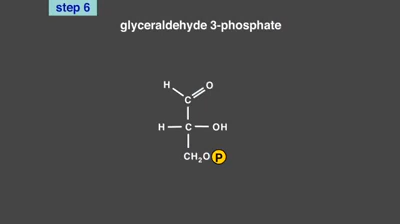 step 6
glyceraldehyde 3-phosphate
H O
C
H C OH
CH₂O P